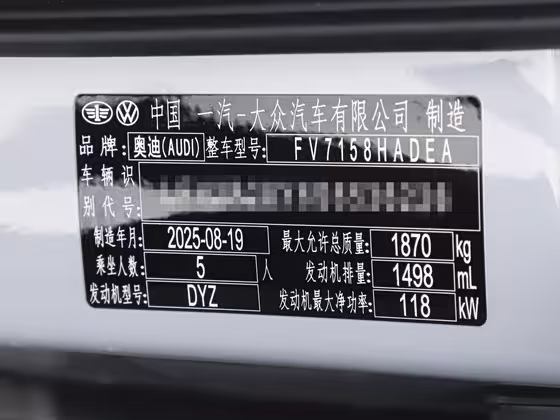 中国 一汽-大众汽车有限公司 制造
品牌: 奥迪(AUDI) 整车型号: FV7158HADEA
车辆识
别代号:
制造年月: 2025-08-19 最大允许总质量: 1870 kg
乘坐人数: 5 人 发动机排量: 1498 mL
发动机型号: DYZ 发动机最大净功率: 118 kW